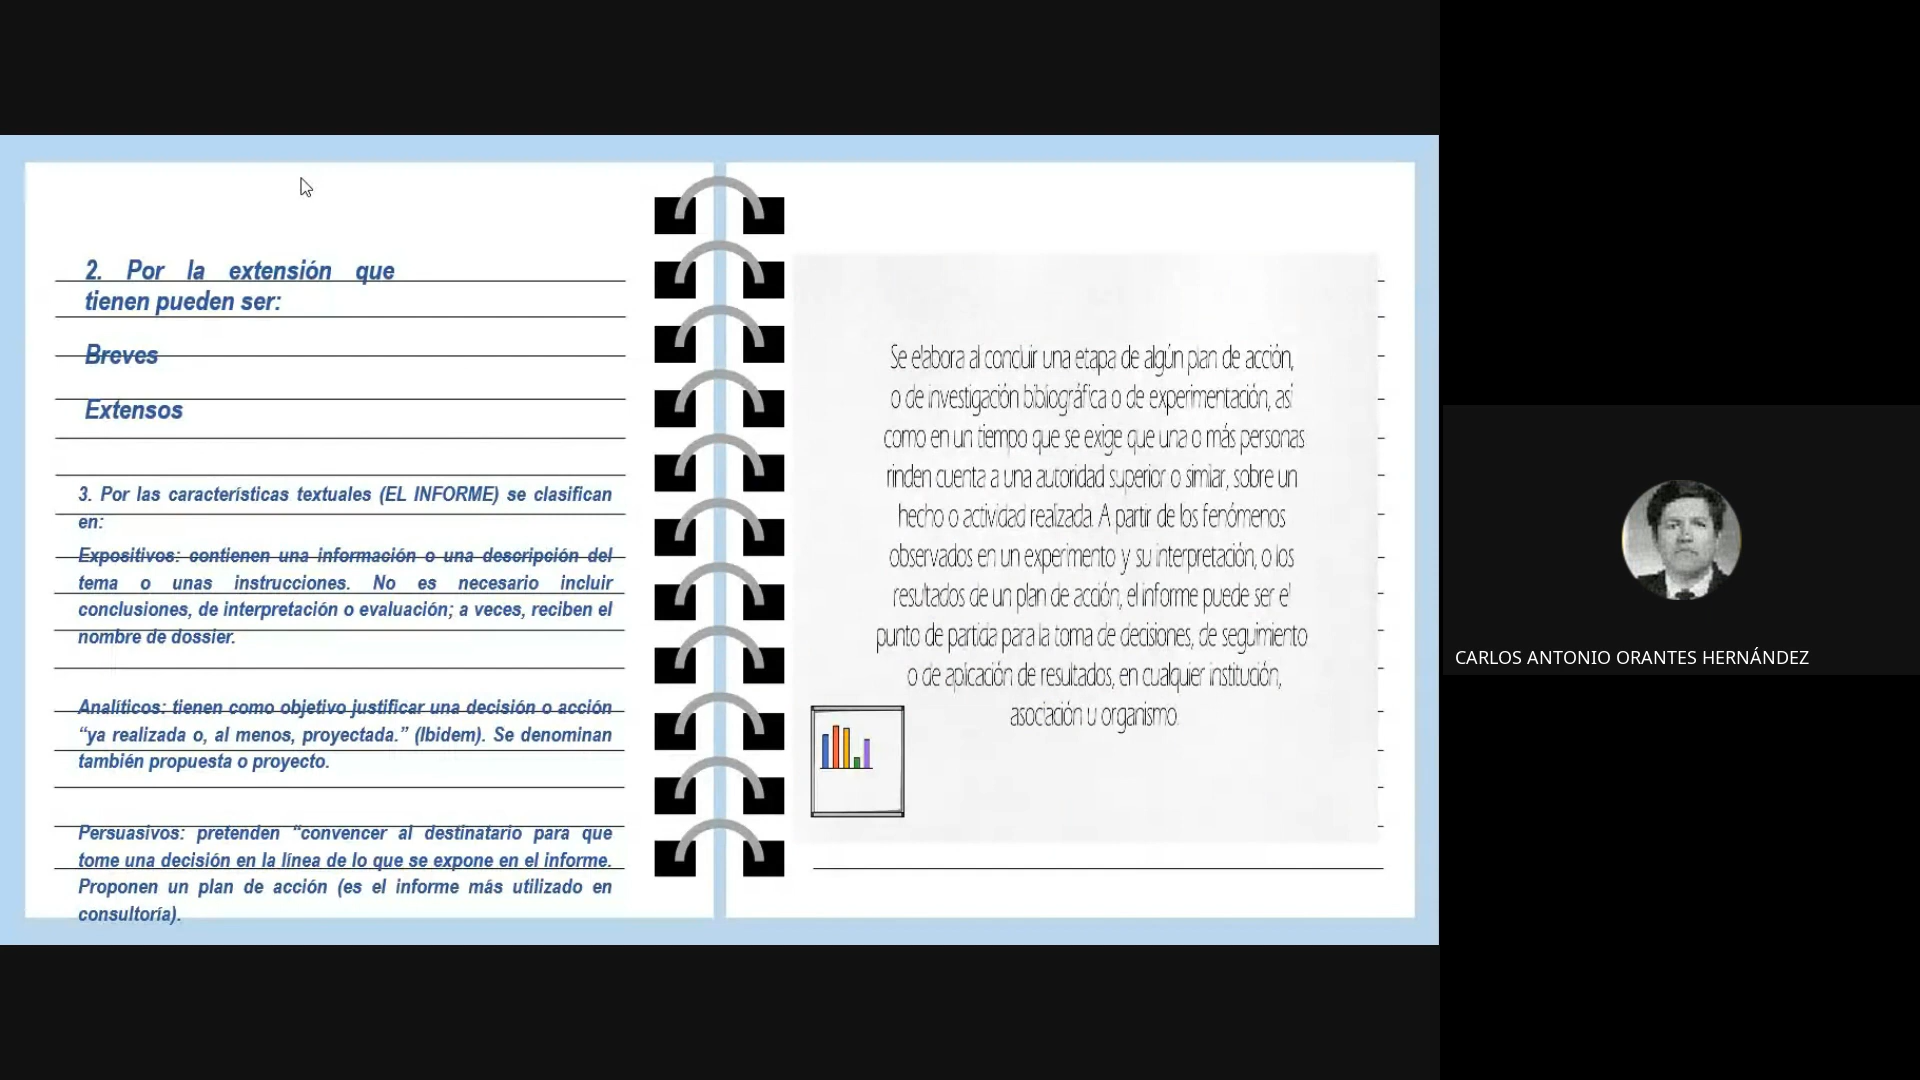 2. Por la extensión que
tienen pueden ser:
Breves
Extensos
3. Por las características textuales (EL INFORME) se clasifican
en:
Expositivos: contienen una información o una descripción del
tema o unas instrucciones. No es necesario incluir
conclusiones, de interpretación o evaluación; a veces, reciben el
nombre de dossier.
Analíticos: tienen como objetivo justificar una decisión o acción
“ya realizada o, al menos, proyectada.” (Ibidem). Se denominan
también propuesta o proyecto.
Persuasivos: pretenden “convencer al destinatario para que
tome una decisión en la línea de lo que se expone en el informe.
Proponen un plan de acción (es el informe más utilizado en
consultoría).
Se elabora al concluir una etapa de algún plan de acción,
o de investigación bibliográfica o de experimentación, así
como en un tiempo que se exige que una o más personas
rinden cuenta a una autoridad superior o similar, sobre un
hecho o actividad realizada. A partir de los fenómenos
observados en un experimento y su interpretación, o los
resultados de un plan de acción, el informe puede ser el
punto de partida para la toma de decisiones, de seguimiento
o de aplicación de resultados, en cualquier institución,
asociación u organismo.
CARLOS ANTONIO ORANTES HERNÁNDEZ